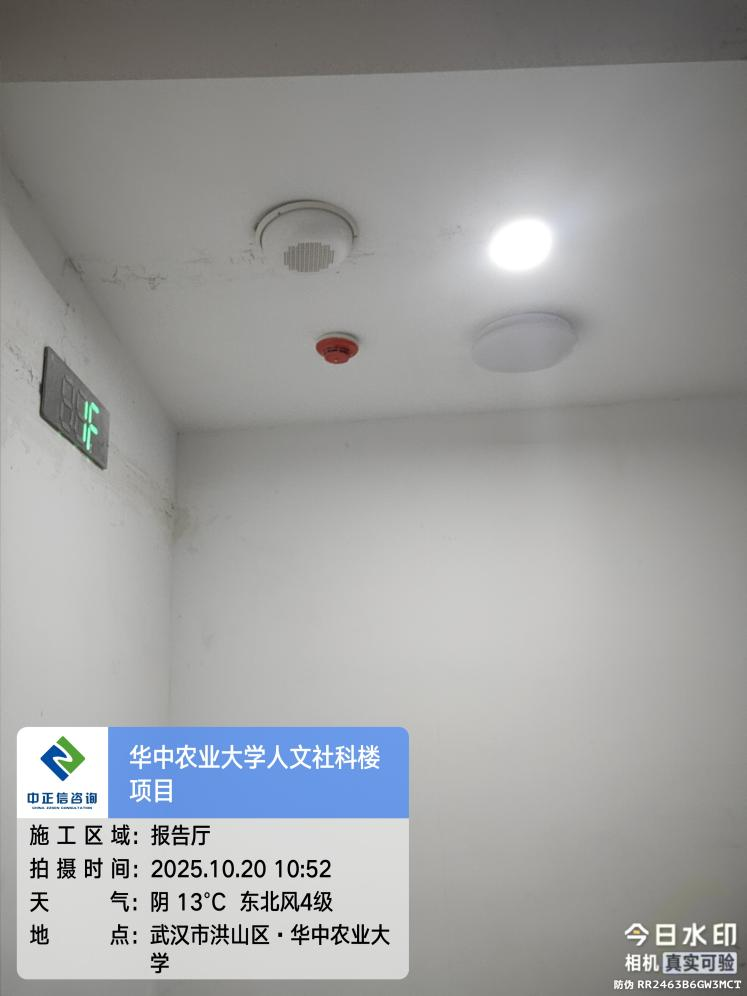 1F
华中农业大学人文社科楼
项目
中正信咨询
施工区域：报告厅
拍摄时间：2025.10.20 10:52
天气：阴 13°C 东北风4级
地点：武汉市洪山区·华中农业大
学
今日水印
相机 真实可验
防伪 RR2463B6GW3MCT